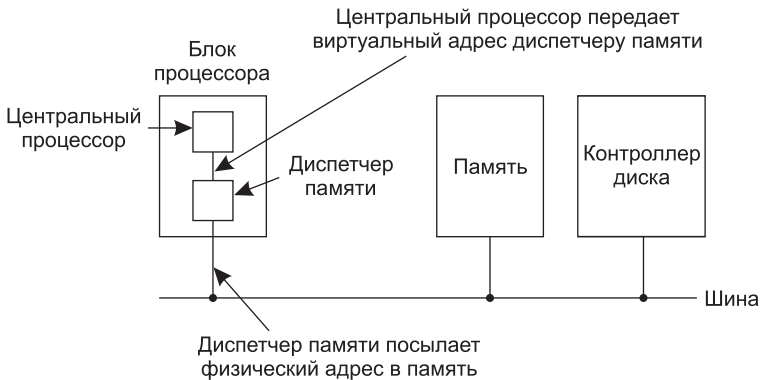 Центральный процессор передает
виртуальный адрес диспетчеру памяти
Блок
процессора
Центральный
процессор
Диспетчер
памяти
Память
Контроллер
диска
Шина
Диспетчер памяти посылает
физический адрес в память